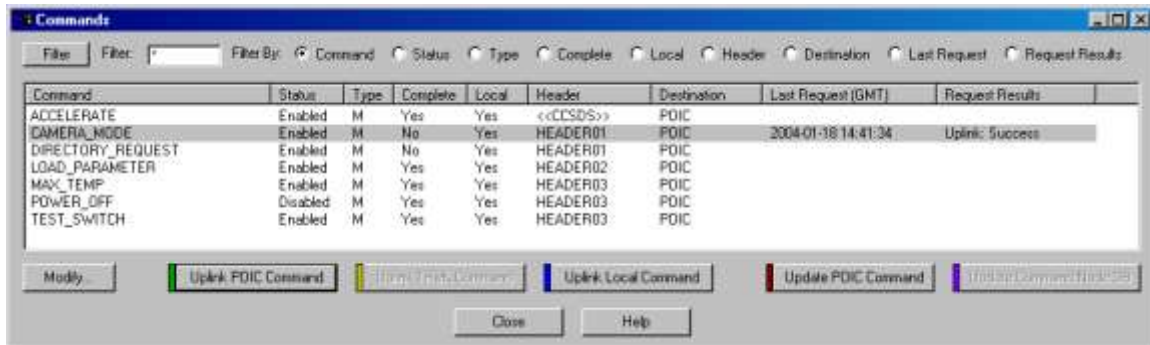 Commands
Filter Filter: * Filter By: Command Status Type Complete Local Header Destination Last Request Request Results
Command Status Type Complete Local Header Destination Last Request (GMT) Request Results
ACCELERATE Enabled M Yes Yes <<CCSDS>> POIC
CAMERA_MODE Enabled M No Yes HEADER01 POIC 2004-01-18 14:41:34 Uplink: Success
DIRECTORY_REQUEST Enabled M No Yes HEADER01 POIC
LOAD_PARAMETER Enabled M Yes Yes HEADER02 POIC
MAX_TEMP Enabled M Yes Yes HEADER03 POIC
POWER_OFF Disabled M Yes Yes HEADER03 POIC
TEST_SWITCH Enabled M Yes Yes HEADER03 POIC
Modify... Uplink POIC Command Uplink Local Command Update POIC Command
Close Help